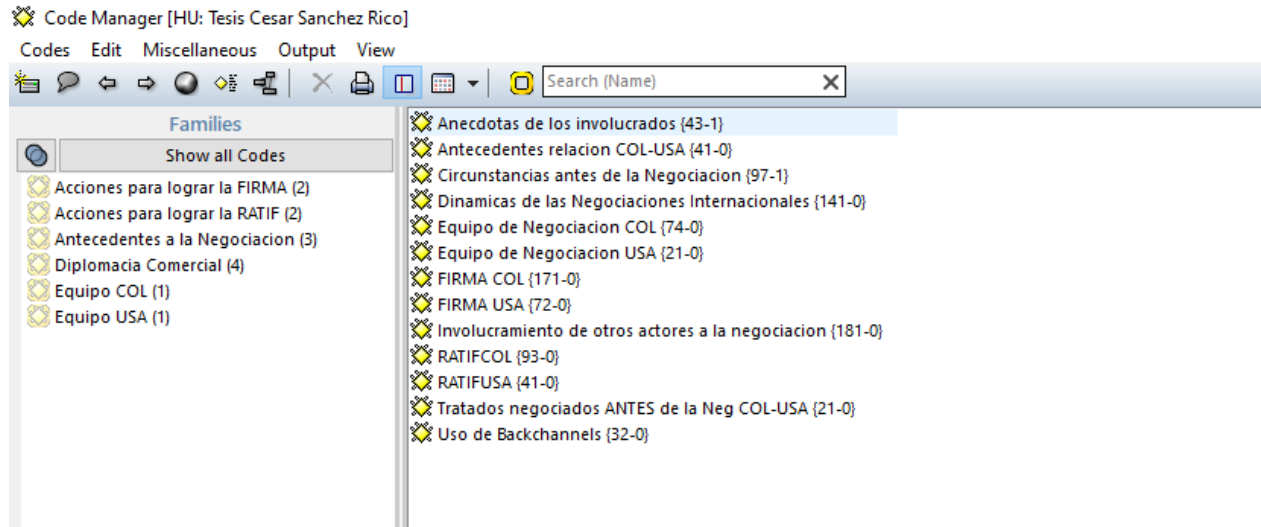 Code Manager [HU: Tesis Cesar Sanchez Rico]
Codes Edit Miscellaneous Output View
Search (Name)
Families
Show all Codes
Acciones para lograr la FIRMA (2)
Acciones para lograr la RATIF (2)
Antecedentes a la Negociacion (3)
Diplomacia Comercial (4)
Equipo COL (1)
Equipo USA (1)
Anecdotas de los involucrados {43-1}
Antecedentes relacion COL-USA {41-0}
Circunstancias antes de la Negociacion {97-1}
Dinamicas de las Negociaciones Internacionales {141-0}
Equipo de Negociacion COL {74-0}
Equipo de Negociacion USA {21-0}
FIRMA COL {171-0}
FIRMA USA {72-0}
Involucramiento de otros actores a la negociacion {181-0}
RATIFCOL {93-0}
RATIFUSA {41-0}
Tratados negociados ANTES de la Neg COL-USA {21-0}
Uso de Backchannels {32-0}